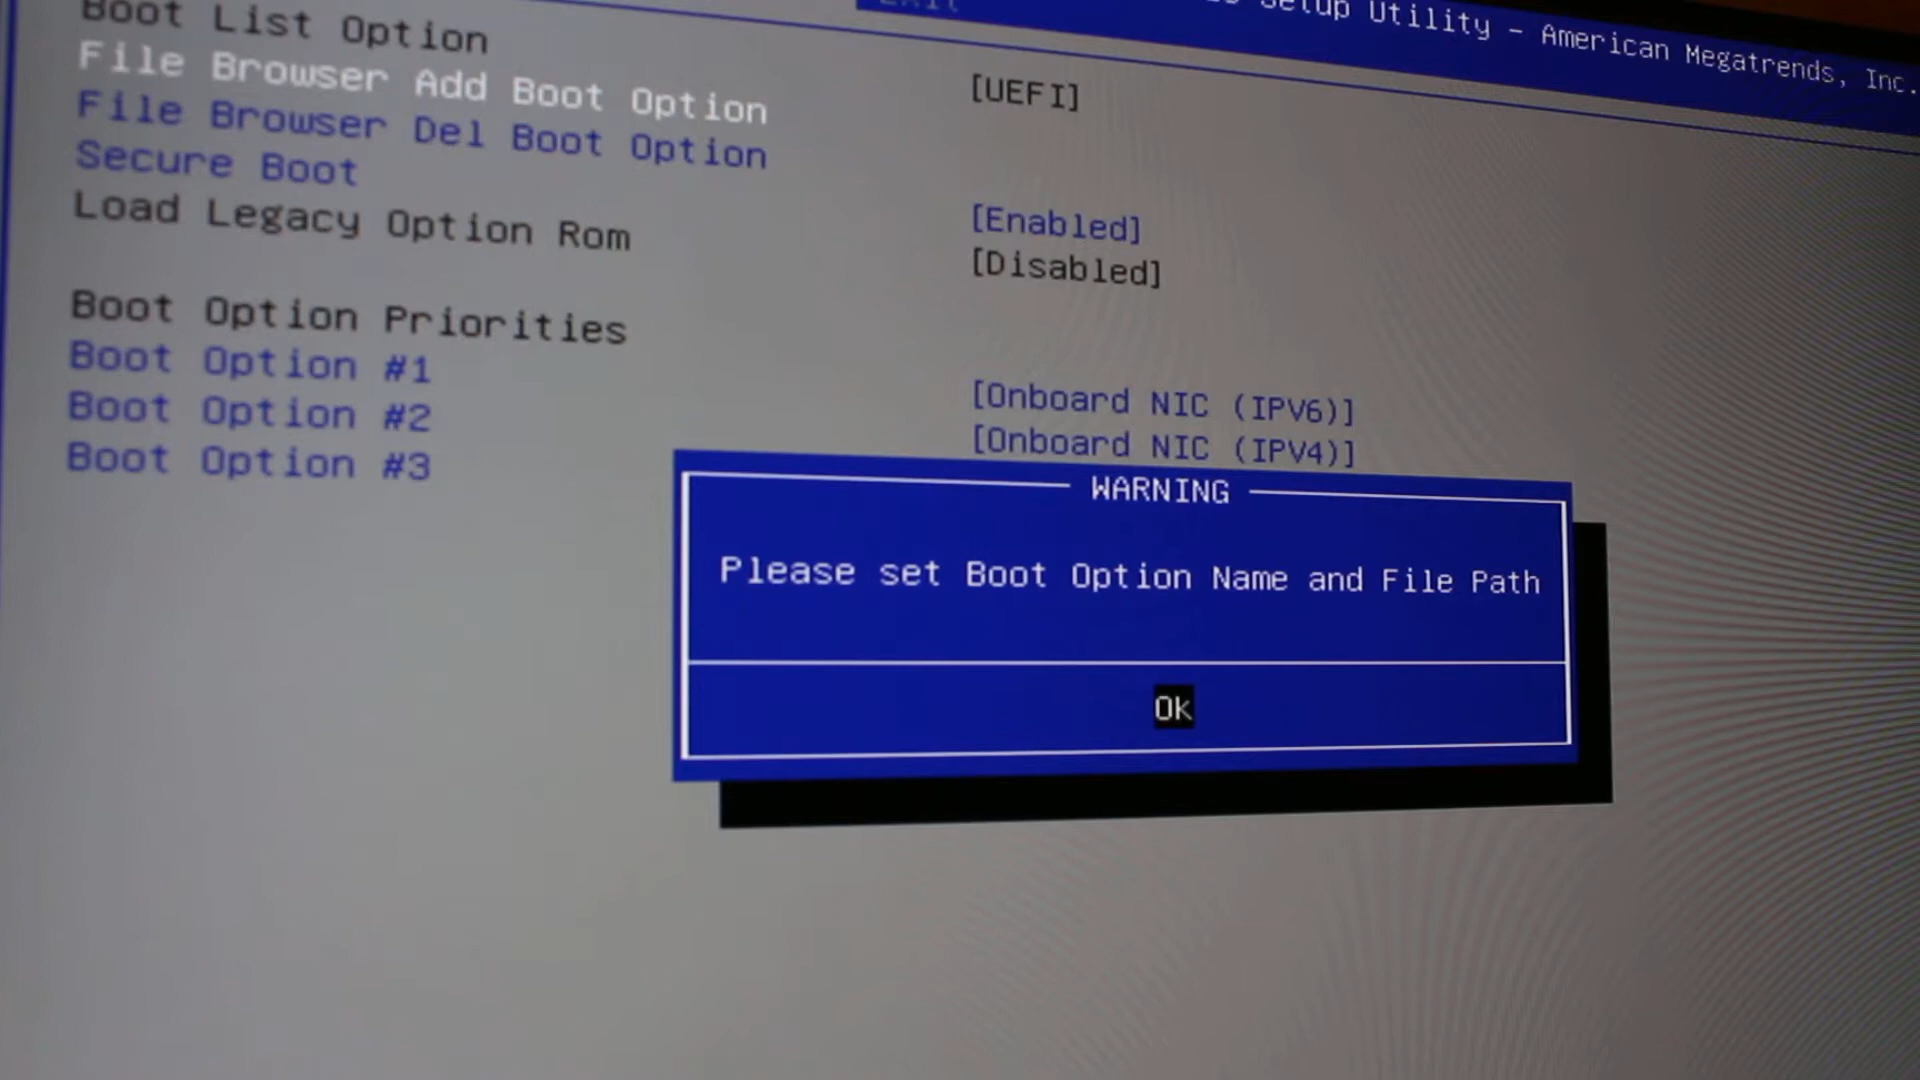 Setup Utility - American Megatrends, Inc.
Exit
Boot List Option [UEFI]
File Browser Add Boot Option
File Browser Del Boot Option
Secure Boot [Enabled]
Load Legacy Option Rom [Disabled]
Boot Option Priorities
Boot Option #1 [Onboard NIC (IPV6)]
Boot Option #2 [Onboard NIC (IPV4)]
Boot Option #3
WARNING
Please set Boot Option Name and File Path
Ok